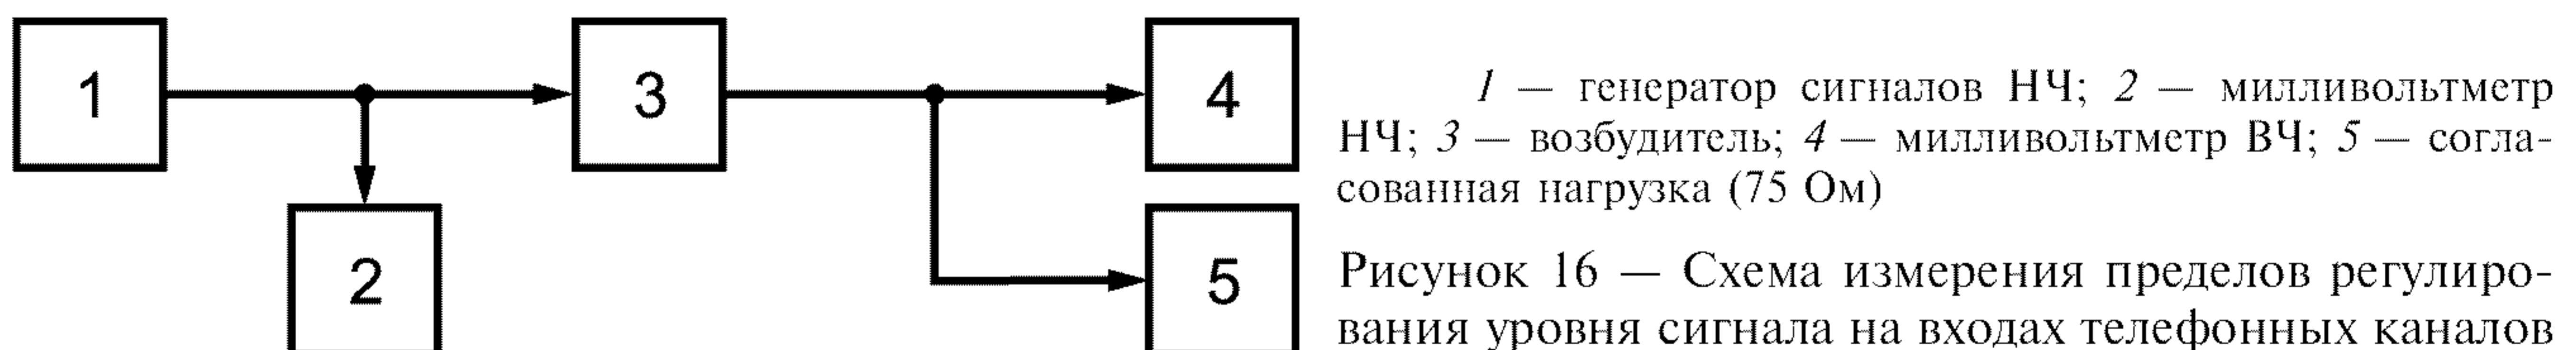 1
3
4
2
5
1 — генератор сигналов НЧ; 2 — милливольтметр
НЧ; 3 — возбудитель; 4 — милливольтметр ВЧ; 5 — согла-
сованная нагрузка (75 Ом)
Рисунок 16 — Схема измерения пределов регулиро-
вания уровня сигнала на входах телефонных каналов